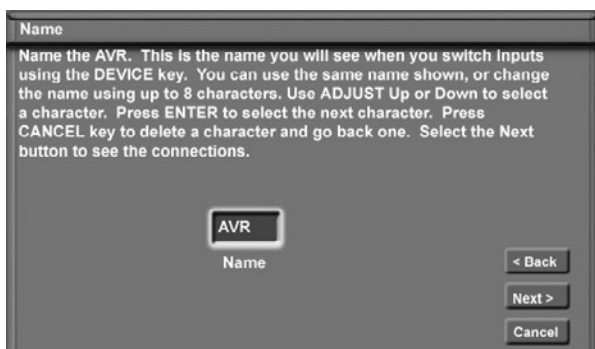 Name
Name the AVR. This is the name you will see when you switch inputs
using the DEVICE key. You can use the same name shown, or change
the name using up to 8 characters. Use ADJUST Up or Down to select
a character. Press ENTER to select the next character. Press
CANCEL key to delete a character and go back one. Select the Next
button to see the connections.
AVR
Name
< Back
Next >
Cancel